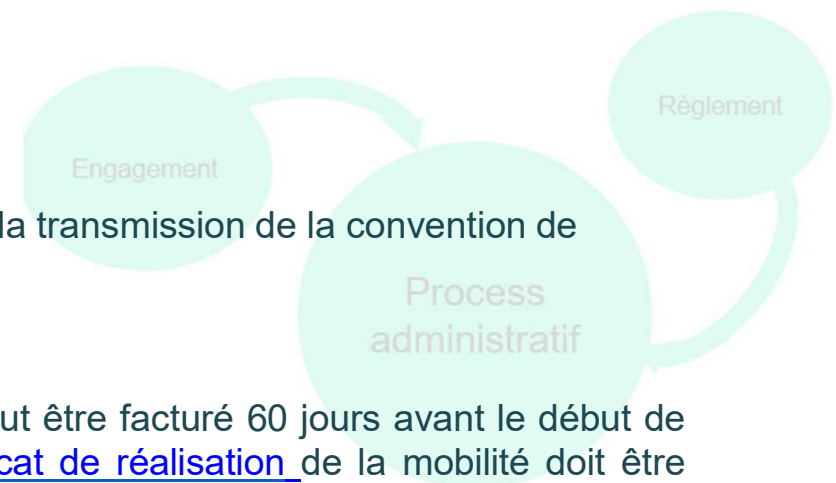 Règlement
Engagement
la transmission de la convention de
Process
administratif
ut être facturé 60 jours avant le début de
cat de réalisation de la mobilité doit être